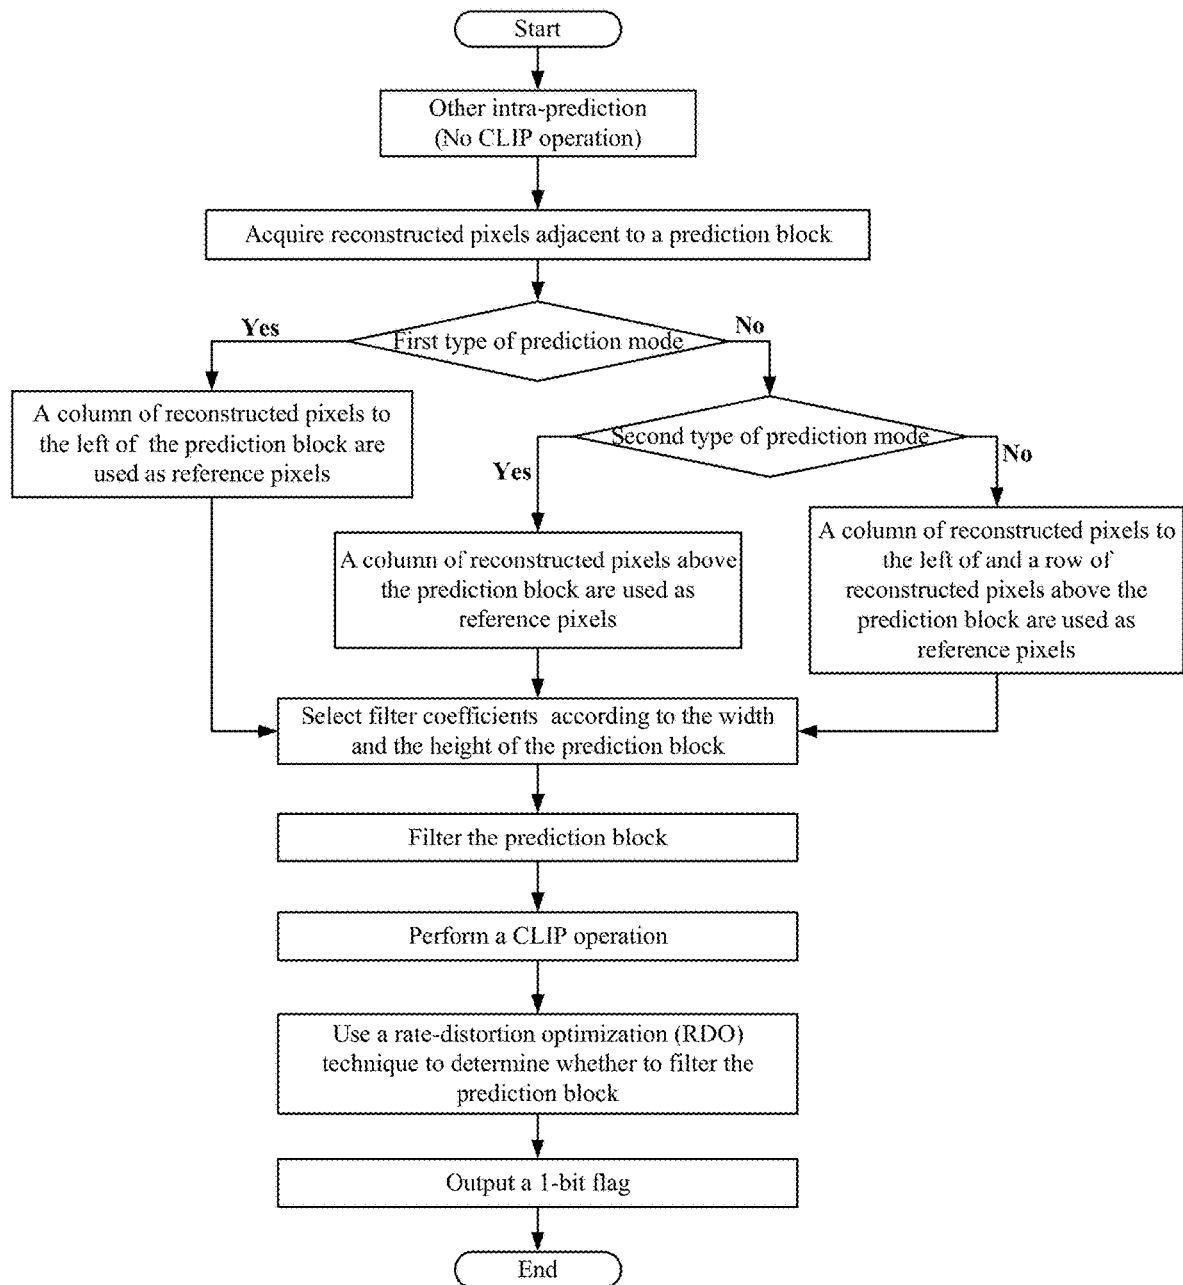 Start
Other intra-prediction
(No CLIP operation)
Acquire reconstructed pixels adjacent to a prediction block
Yes
No
First type of prediction mode
A column of reconstructed pixels to
the left of the prediction block are
used as reference pixels
Second type of prediction mode
Yes
No
A column of reconstructed pixels above
the prediction block are used as
reference pixels
A column of reconstructed pixels to
the left of and a row of
reconstructed pixels above the
prediction block are used as
reference pixels
Select filter coefficients according to the width
and the height of the prediction block
Filter the prediction block
Perform a CLIP operation
Use a rate-distortion optimization (RDO)
technique to determine whether to filter the
prediction block
Output a 1-bit flag
End